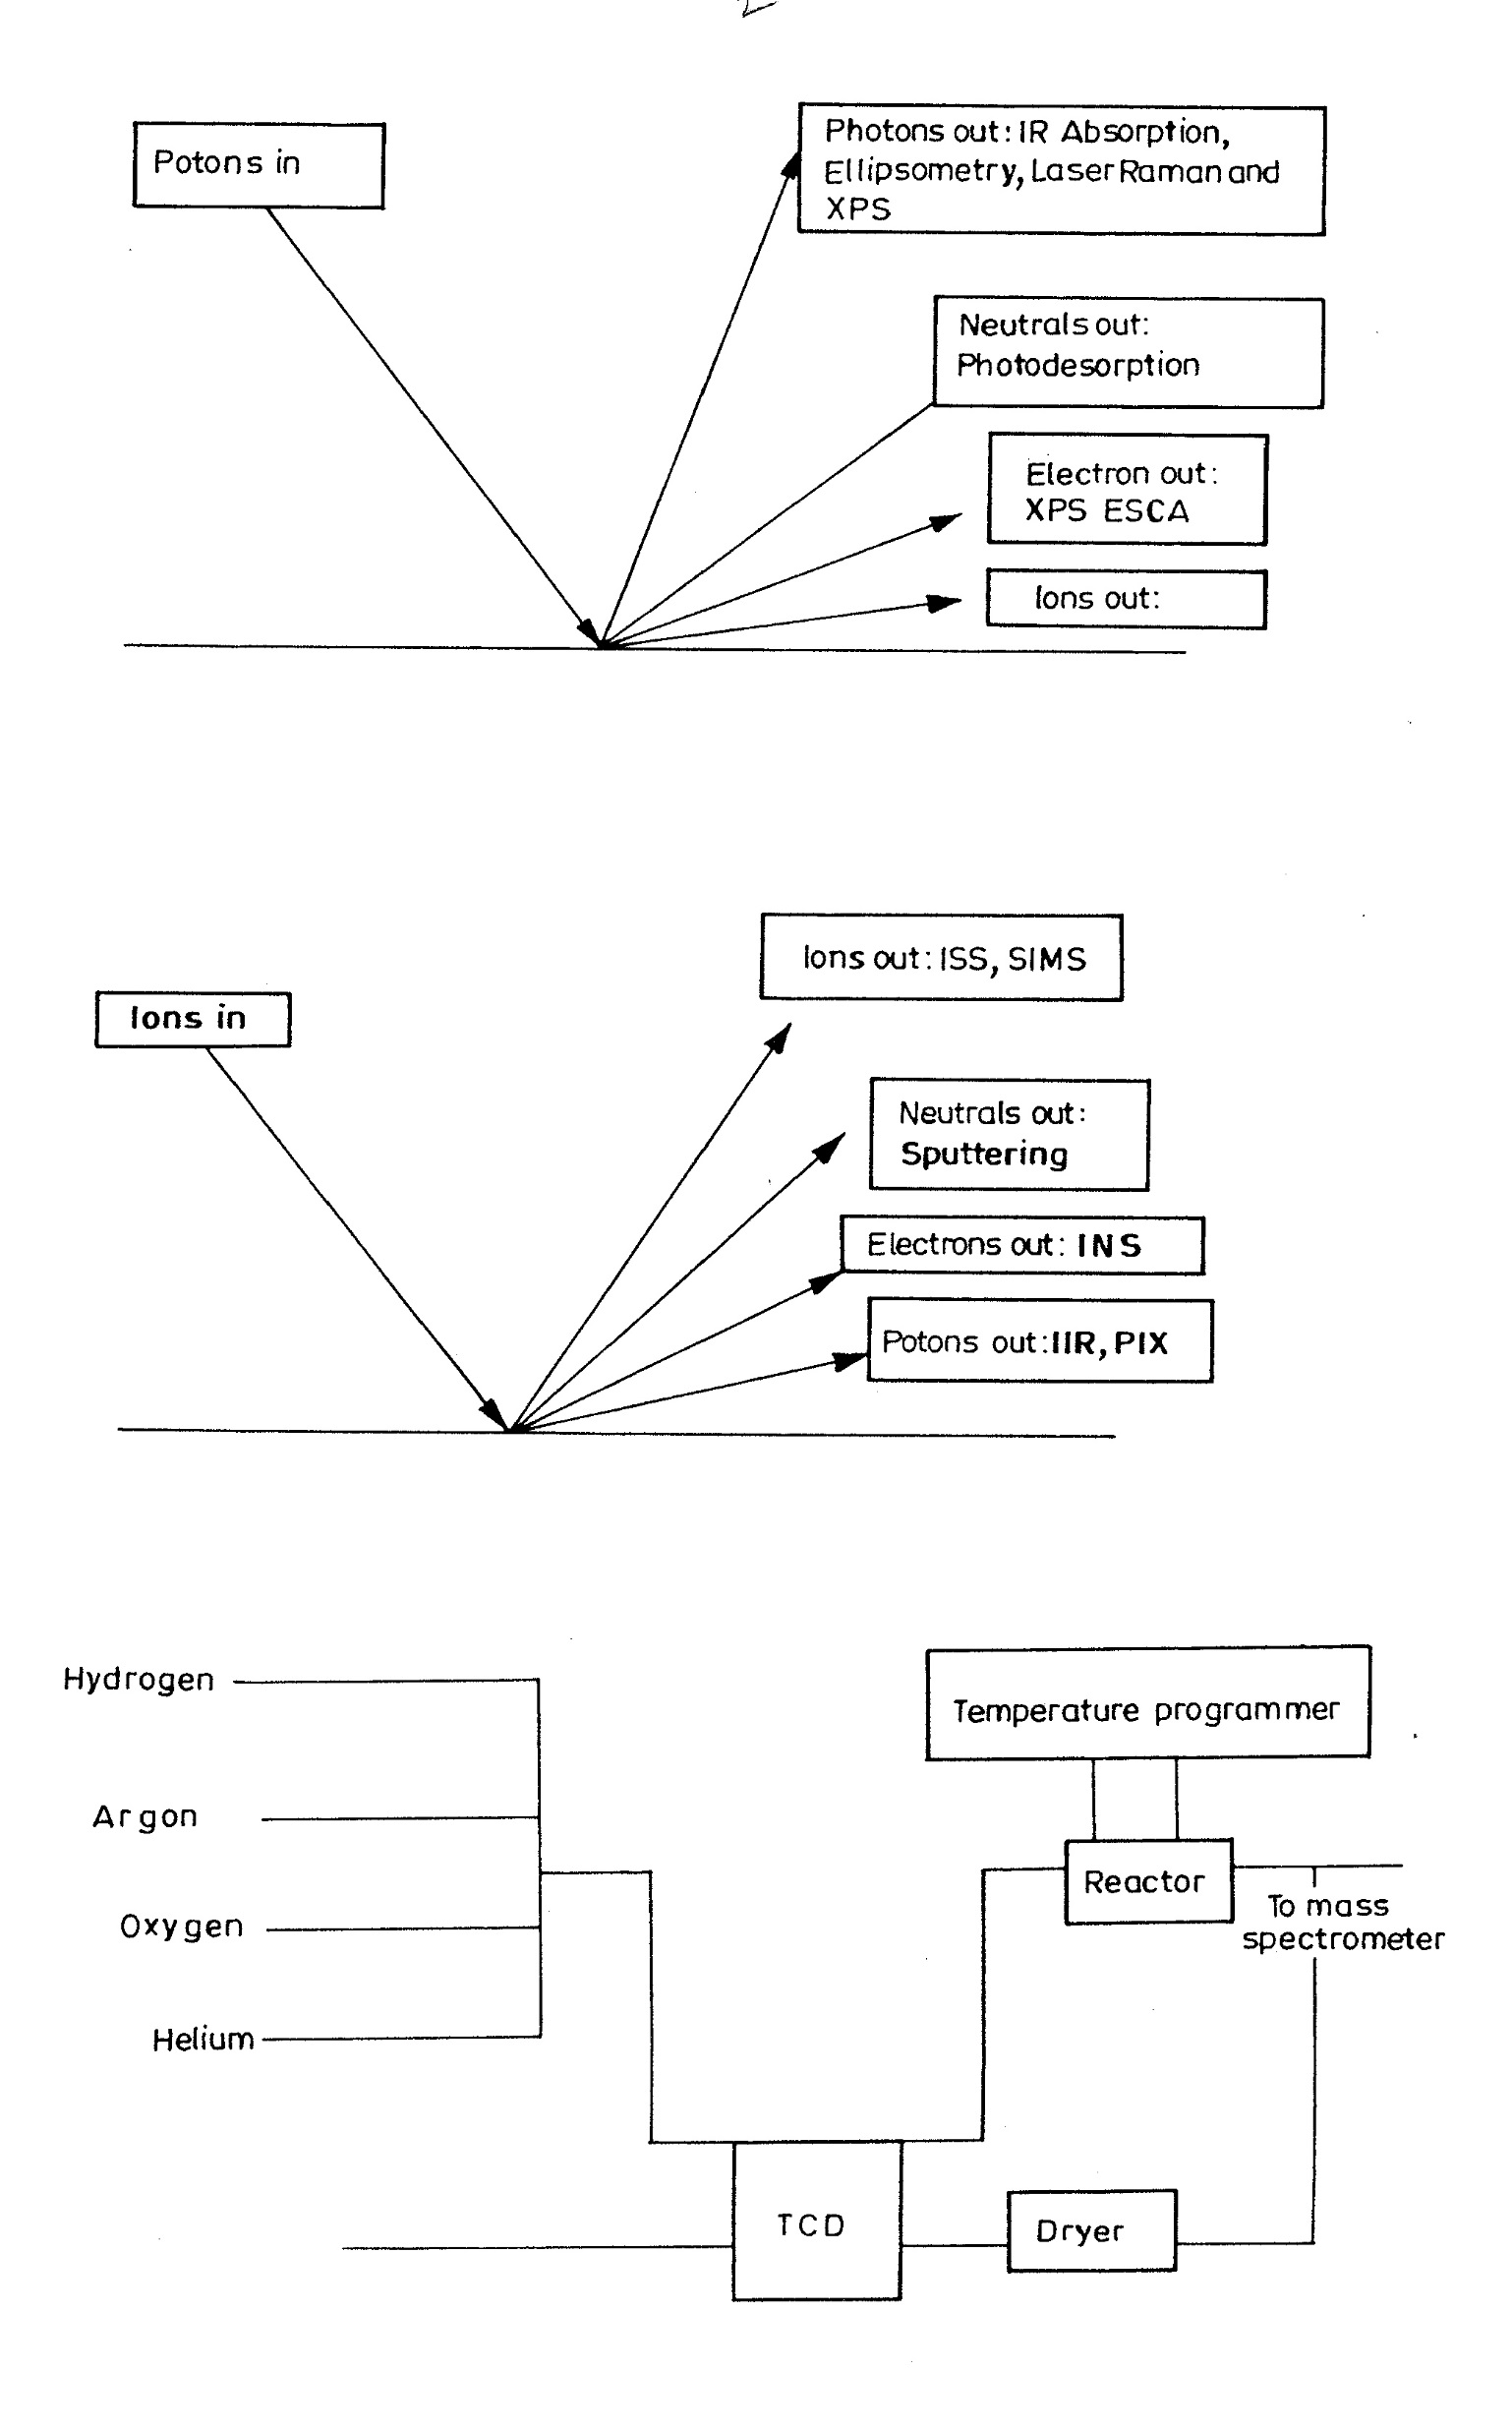 Potons in
Photons out: IR Absorption,
Ellipsometry, Laser Raman and
XPS
Neutrals out:
Photodesorption
Electron out:
XPS ESCA
Ions out:
Ions out: ISS, SIMS
Ions in
Neutrals out:
Sputtering
Electrons out: INS
Potons out: IIR, PIX
Hydrogen
Temperature programmer
Argon
Reactor
To mass
spectrometer
Oxygen
Helium
TCD
Dryer